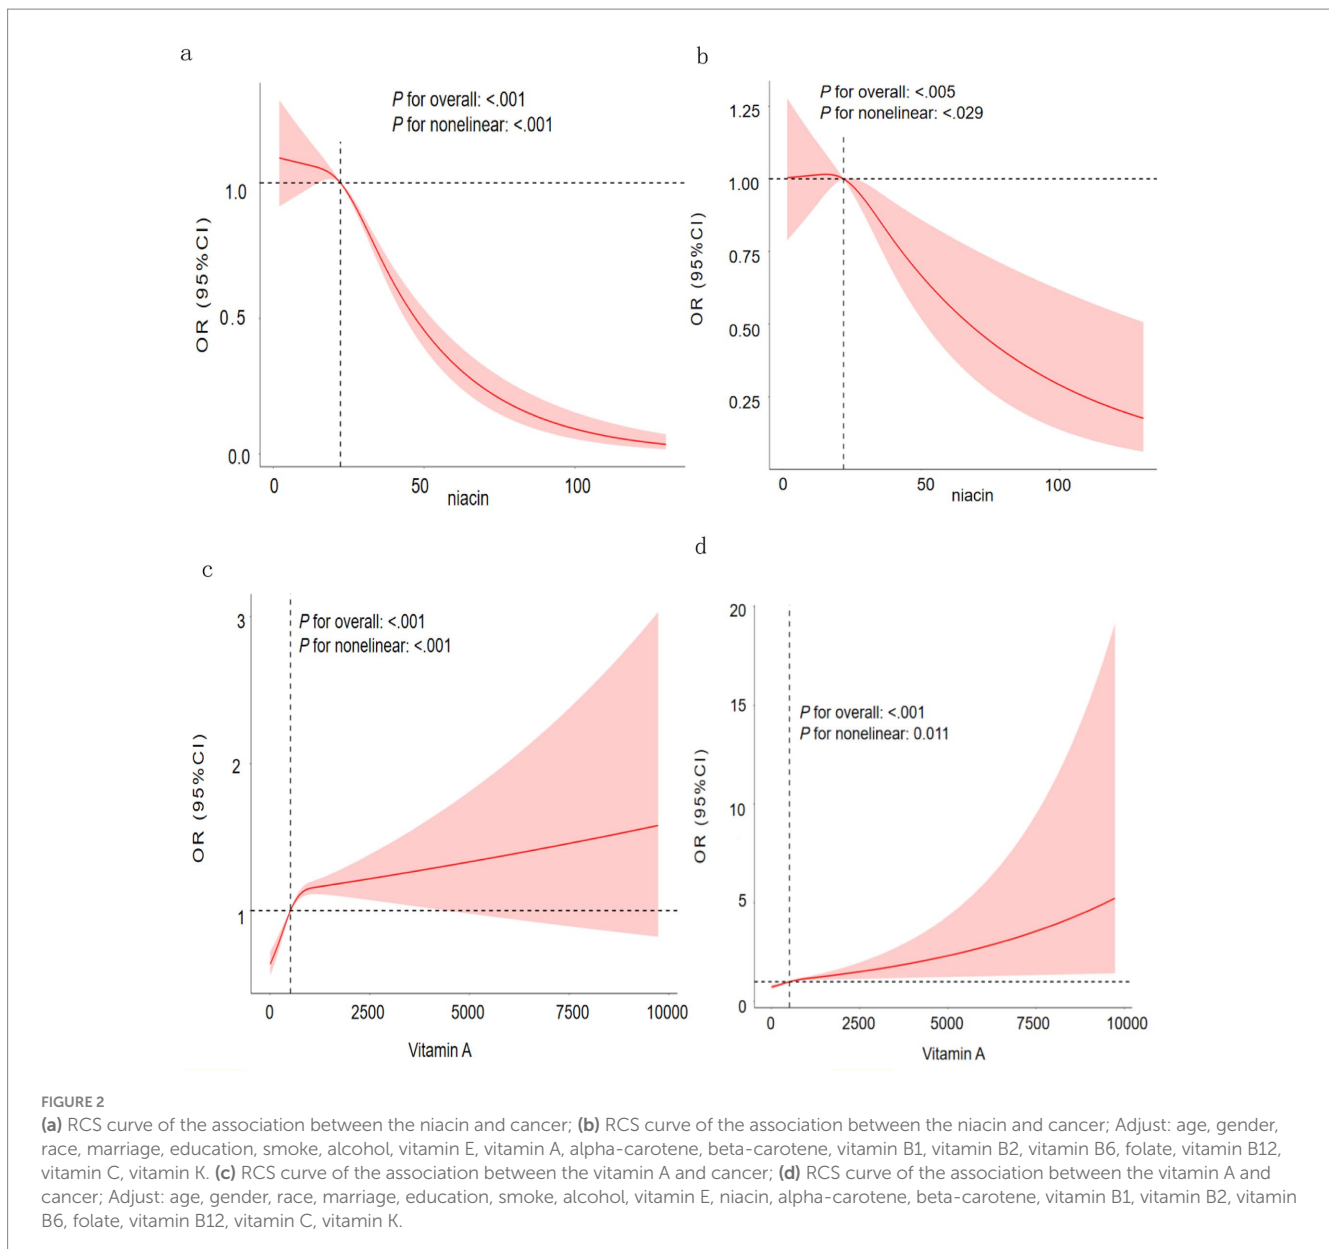 a
P for overall: <.001
P for nonelinear: <.001
1.0
0.5
0.0
OR (95%CI)
0 50 100
niacin
b
P for overall: <.005
P for nonelinear: <.029
1.25
1.00
0.75
0.50
0.25
OR (95%CI)
0 50 100
niacin
c
P for overall: <.001
P for nonelinear: <.001
3
2
1
OR (95%CI)
0 2500 5000 7500 10000
Vitamin A
d
P for overall: <.001
P for nonelinear: 0.011
20
15
10
5
0
OR (95%CI)
0 2500 5000 7500 10000
Vitamin A
FIGURE 2
(a) RCS curve of the association between the niacin and cancer; (b) RCS curve of the association between the niacin and cancer; Adjust: age, gender,
race, marriage, education, smoke, alcohol, vitamin E, vitamin A, alpha-carotene, beta-carotene, vitamin B1, vitamin B2, vitamin B6, folate, vitamin B12,
vitamin C, vitamin K. (c) RCS curve of the association between the vitamin A and cancer; (d) RCS curve of the association between the vitamin A and
cancer; Adjust: age, gender, race, marriage, education, smoke, alcohol, vitamin E, niacin, alpha-carotene, beta-carotene, vitamin B1, vitamin B2, vitamin
B6, folate, vitamin B12, vitamin C, vitamin K.